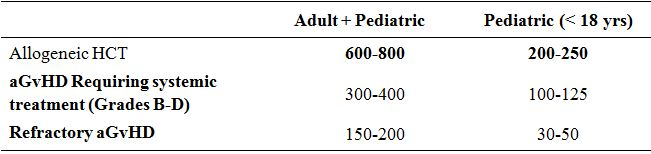 Adult + Pediatric Pediatric (< 18 yrs)
Allogeneic HCT 600-800 200-250
aGvHD Requiring systemic
treatment (Grades B-D) 300-400 100-125
Refractory aGvHD 150-200 30-50